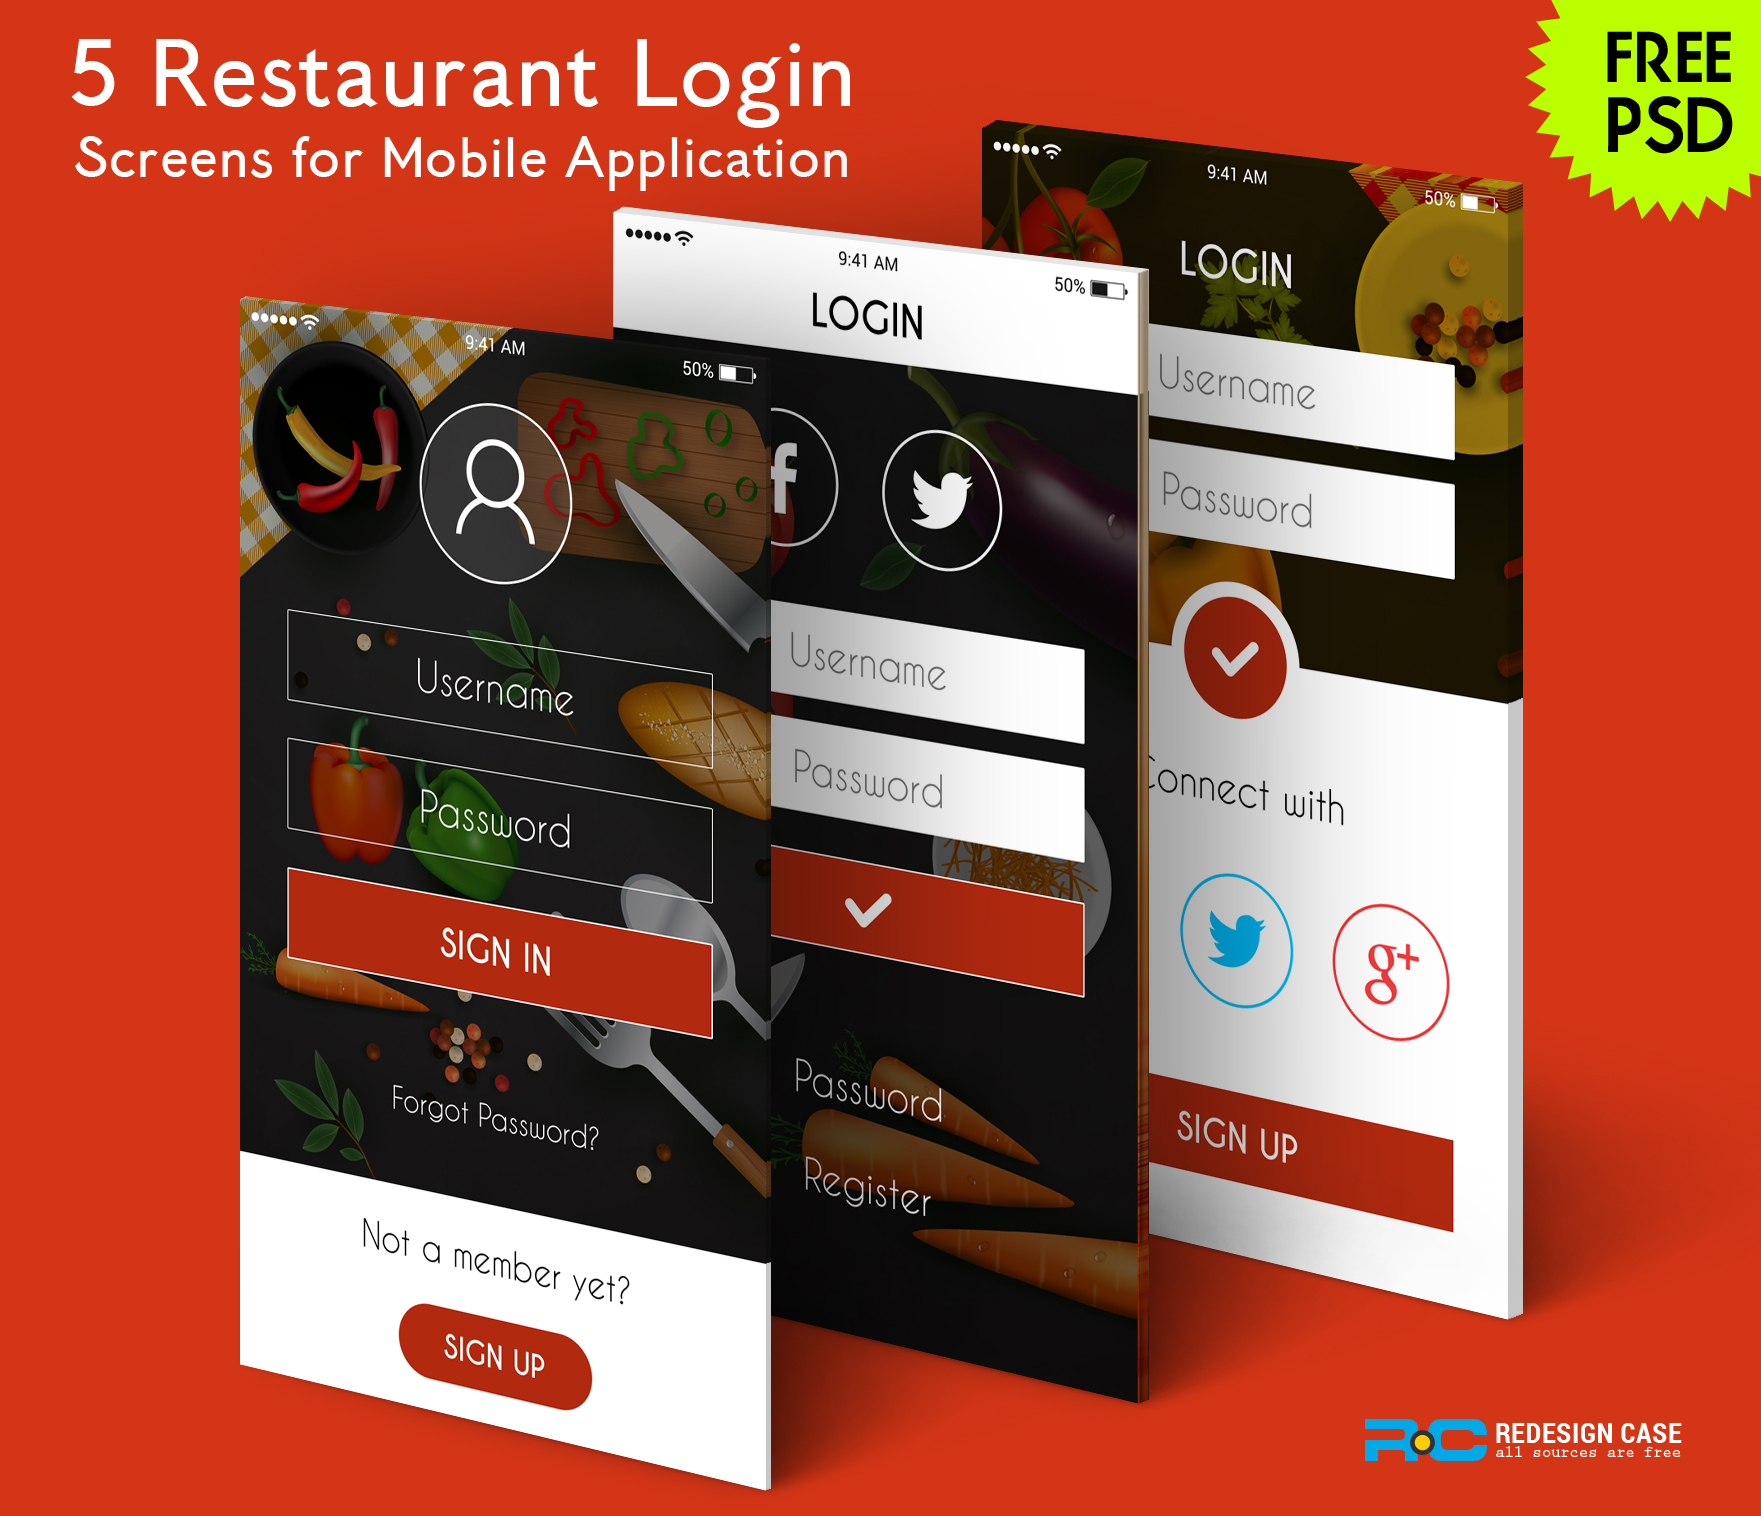 5 Restaurant Login
Screens for Mobile Application
FREE
PSD
9:41 AM
50%
Username
Password
SIGN IN
Forgot Password?
Not a member yet?
SIGN UP
9:41 AM
50%
LOGIN
f
Username
Password
Password
Register
9:41 AM
50%
LOGIN
Username
Password
Connect with
g+
SIGN UP
RC
REDESIGN CASE
all sources are free